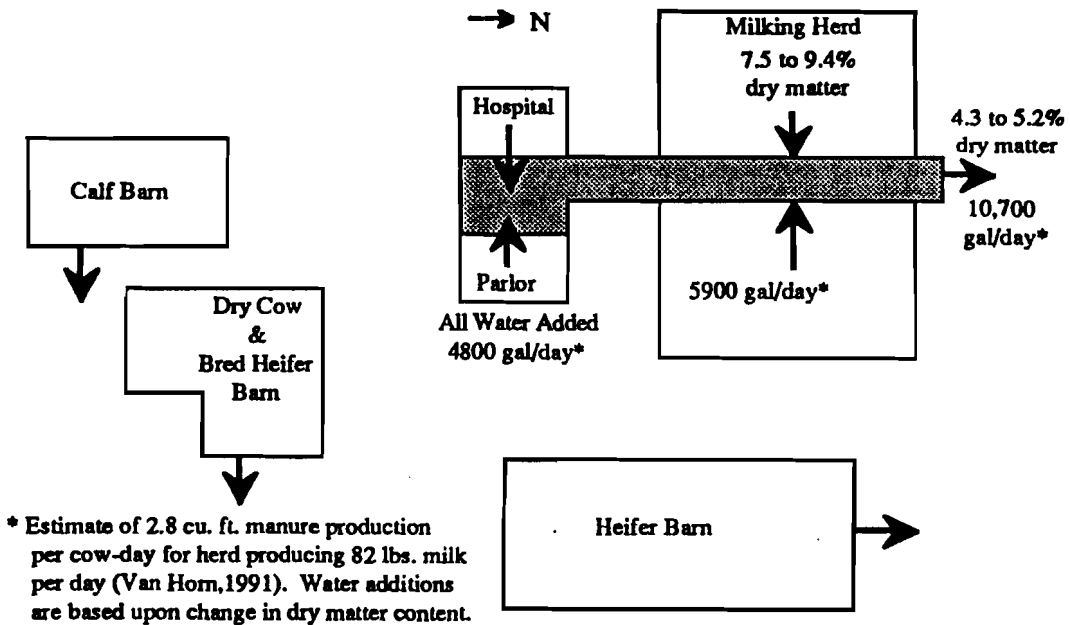 N
Milking Herd
7.5 to 9.4%
dry matter
Hospital
4.3 to 5.2%
dry matter
Calf Barn
10,700
gal/day*
Parlor
5900 gal/day*
All Water Added
4800 gal/day*
Dry Cow
&
Bred Heifer
Barn
Heifer Barn
* Estimate of 2.8 cu. ft. manure production
per cow-day for herd producing 82 lbs. milk
per day (Van Horn,1991). Water additions
are based upon change in dry matter content.